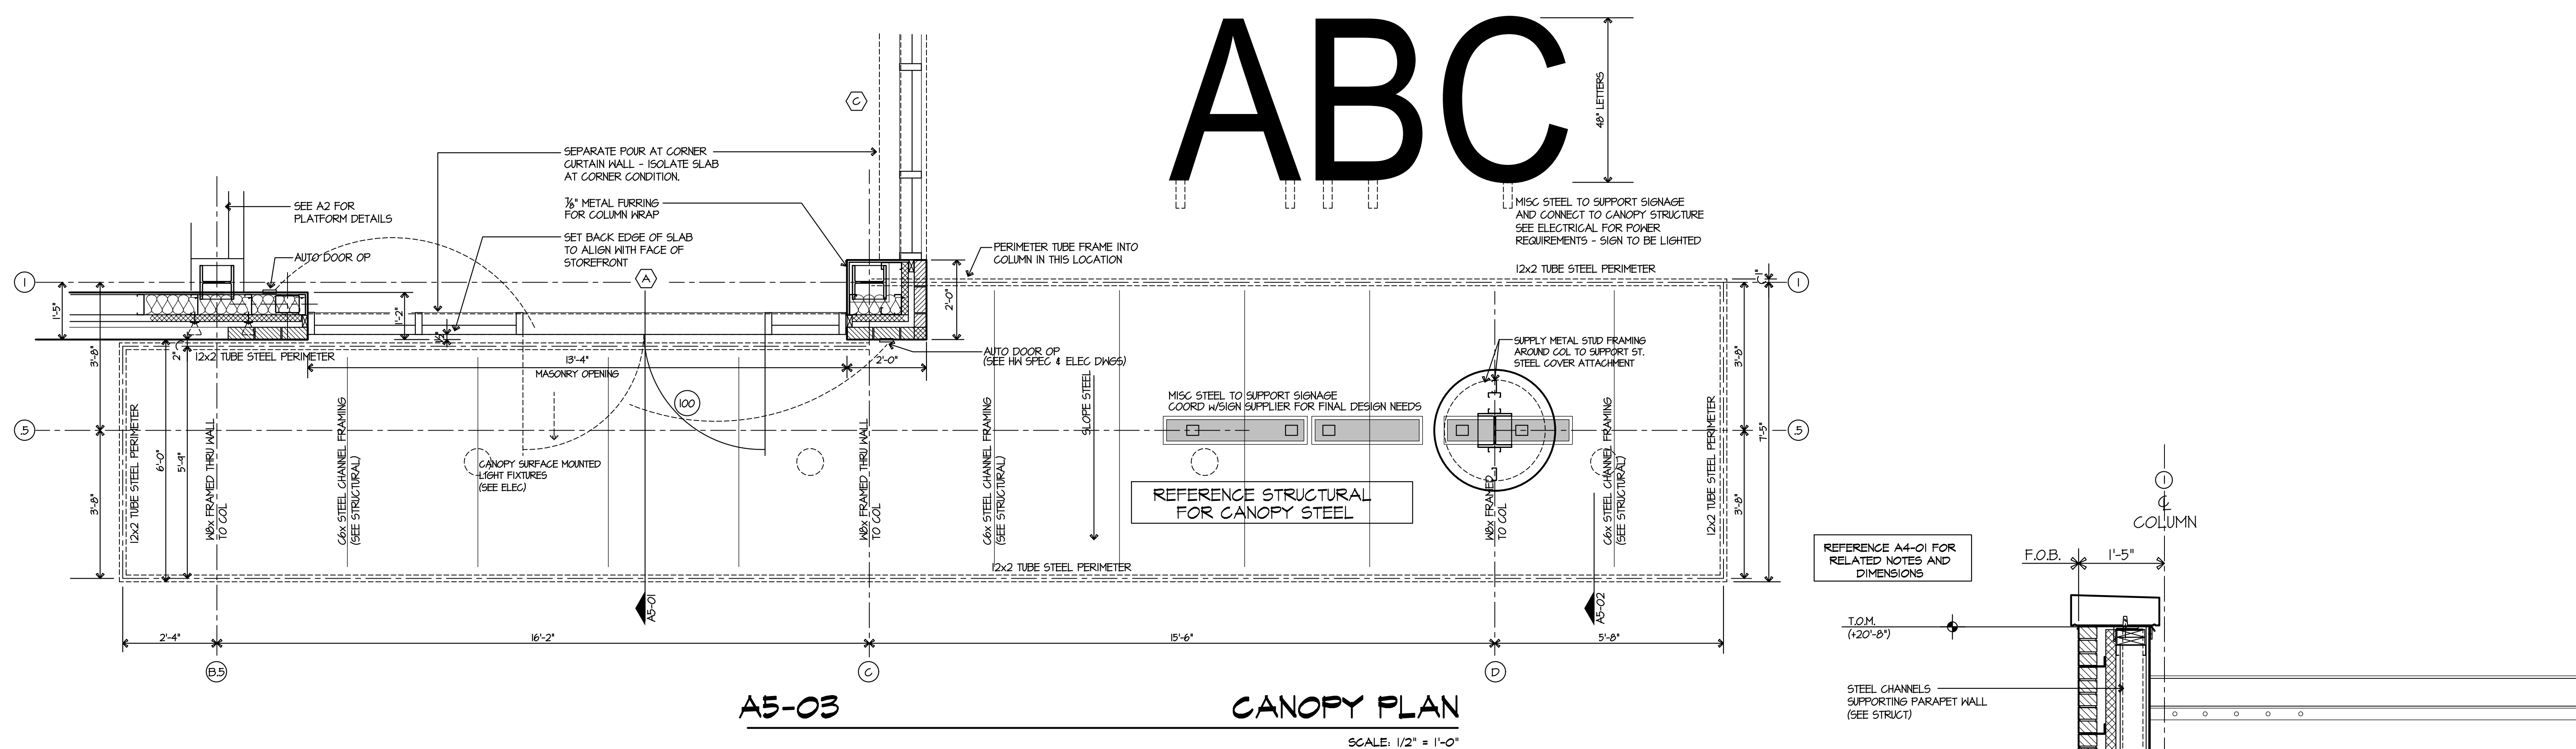 ABC
48" LETTERS
C
SEPARATE POUR AT CORNER
CURTAIN WALL - ISOLATE SLAB
AT CORNER CONDITION.
7/8" METAL FURRING
FOR COLUMN WRAP
SET BACK EDGE OF SLAB
TO ALIGN WITH FACE OF
STOREFRONT
SEE A2 FOR
PLATFORM DETAILS
AUTO DOOR OP
A
PERIMETER TUBE FRAME INTO
COLUMN IN THIS LOCATION
MISC STEEL TO SUPPORT SIGNAGE
AND CONNECT TO CANOPY STRUCTURE
SEE ELECTRICAL FOR POWER
REQUIREMENTS - SIGN TO BE LIGHTED
12x2 TUBE STEEL PERIMETER
1
1'-5"
1'-2"
2'-0"
1
2"
12x2 TUBE STEEL PERIMETER
13'-4"
MASONRY OPENING
2'-0"
AUTO DOOR OP
(SEE HW SPEC & ELEC DWGS)
SUPPLY METAL STUD FRAMING
AROUND COL TO SUPPORT ST.
STEEL COVER ATTACHMENT
3'-8"
3'-8"
7'-5"
100
SLOPE STEEL
MISC STEEL TO SUPPORT SIGNAGE
COORD W/SIGN SUPPLIER FOR FINAL DESIGN NEEDS
.5
.5
12x2 TUBE STEEL PERIMETER
6'-0"
5'-9"
W8x FRAMED THRU WALL
TO COL
C6x STEEL CHANNEL FRAMING
(SEE STRUCTURAL)
CANOPY SURFACE MOUNTED
LIGHT FIXTURES
(SEE ELEC)
W8x FRAMED THRU WALL
TO COL
C6x STEEL CHANNEL FRAMING
(SEE STRUCTURAL)
REFERENCE STRUCTURAL
FOR CANOPY STEEL
W8x FRAMED
TO COL
C6x STEEL CHANNEL FRAMING
(SEE STRUCTURAL)
12x2 TUBE STEEL PERIMETER
3'-8"
3'-8"
12x2 TUBE STEEL PERIMETER
A5-01
A5-02
2'-4"
16'-2"
15'-6"
5'-8"
B.5
C
D
A5-03
CANOPY PLAN
SCALE: 1/2" = 1'-0"
1
CL
COLUMN
REFERENCE A4-01 FOR
RELATED NOTES AND
DIMENSIONS
F.O.B.
1'-5"
T.O.M.
(+20'-8")
STEEL CHANNELS
SUPPORTING PARAPET WALL
(SEE STRUCT)